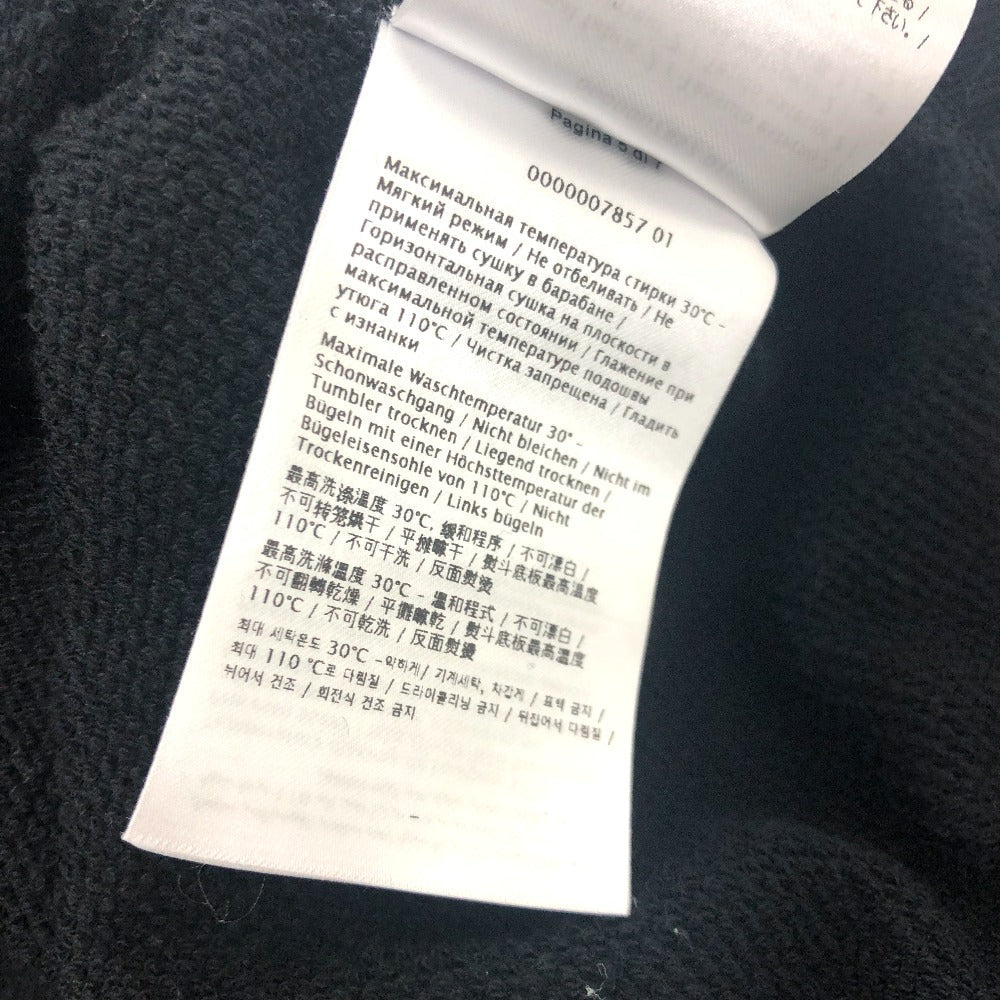 下さい。/
Pagina 5 di
0000007857 01
Максимальная температура стирки 30°C –
Мягкий режим / Не отбеливать / Не
применять сушку в барабане /
Горизонтальная сушка на плоскости в
расправленном состоянии / Глажение при
максимальной температуре подошвы
утюга 110°C / Чистка запрещена / Гладить
с изнанки
Maximale Waschtemperatur 30° –
Schonwaschgang / Nicht bleichen / Nicht im
Tumbler trocknen / Liegend trocknen /
Bügeln mit einer Höchsttemperatur der
Bügeleisensohle von 110°C / Nicht
Trockenreinigen / Links bügeln
最高洗涤温度 30°C, 缓和程序 / 不可漂白 /
不可转笼烘干 / 平摊晾干 / 熨斗底板最高温度
110°C / 不可干洗 / 反面熨烫
最高洗滌溫度 30°C - 溫和程式 / 不可漂白 /
不可翻轉乾燥 / 平攤晾乾 / 熨斗底板最高溫度
110°C / 不可乾洗 / 反面熨燙
최대 세탁온도 30°C –약하게/ 기계세탁, 차갑게 / 표백 금지 /
최대 110 °C로 다림질 / 드라이클리닝 금지 / 뒤집어서 다림질 /
뉘어서 건조 / 회전식 건조 금지